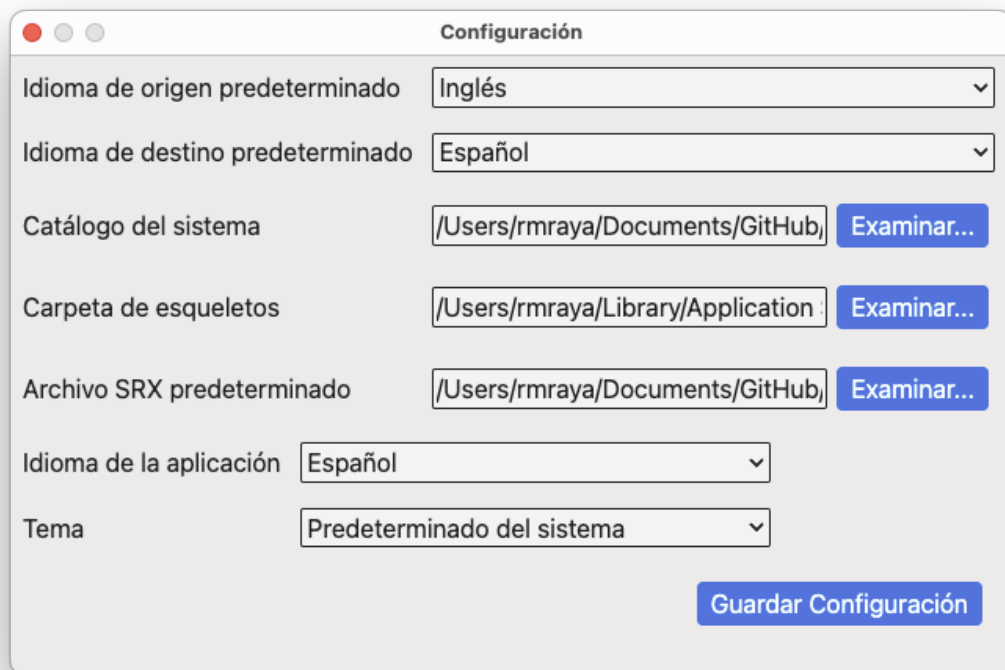 Configuración
Idioma de origen predeterminado Inglés
Idioma de destino predeterminado Español
Catálogo del sistema /Users/rmraya/Documents/GitHub/ Examinar...
Carpeta de esqueletos /Users/rmraya/Library/Application Examinar...
Archivo SRX predeterminado /Users/rmraya/Documents/GitHub/ Examinar...
Idioma de la aplicación Español
Tema Predeterminado del sistema
Guardar Configuración